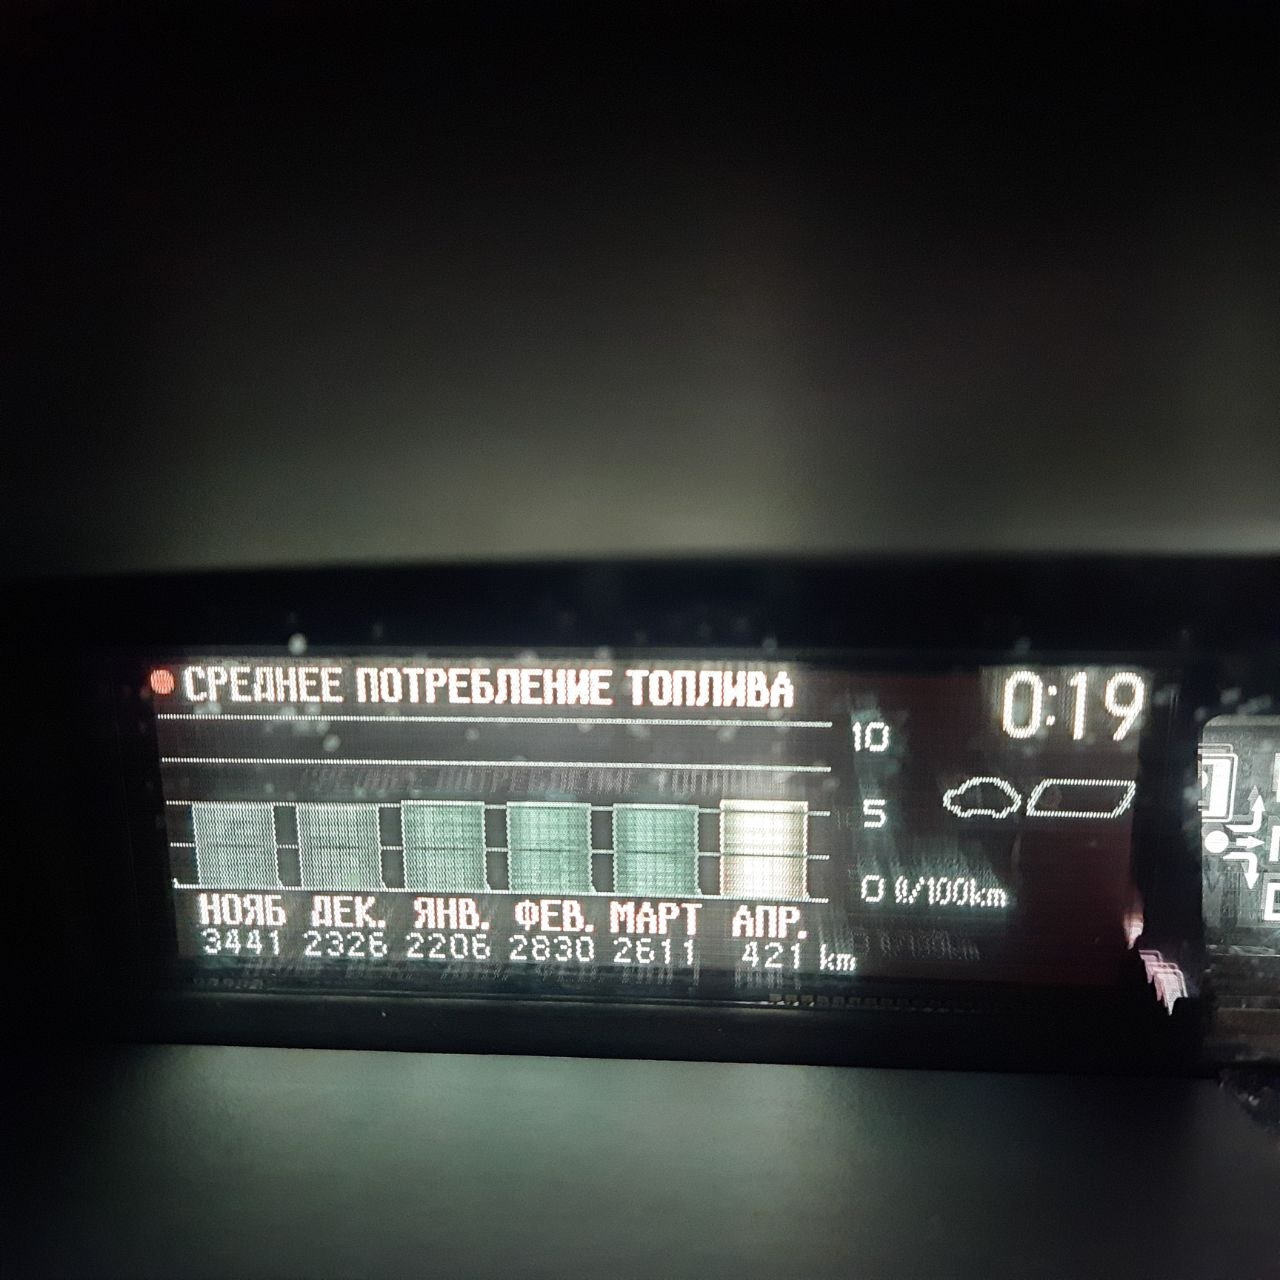 СРЕДНЕЕ ПОТРЕБЛЕНИЕ ТОПЛИВА 0:19
10
5
0 ℓ/100km
НОЯБ ДЕК. ЯНВ. ФЕВ. МАРТ АПР.
3441 2326 2206 2830 2611 421 km